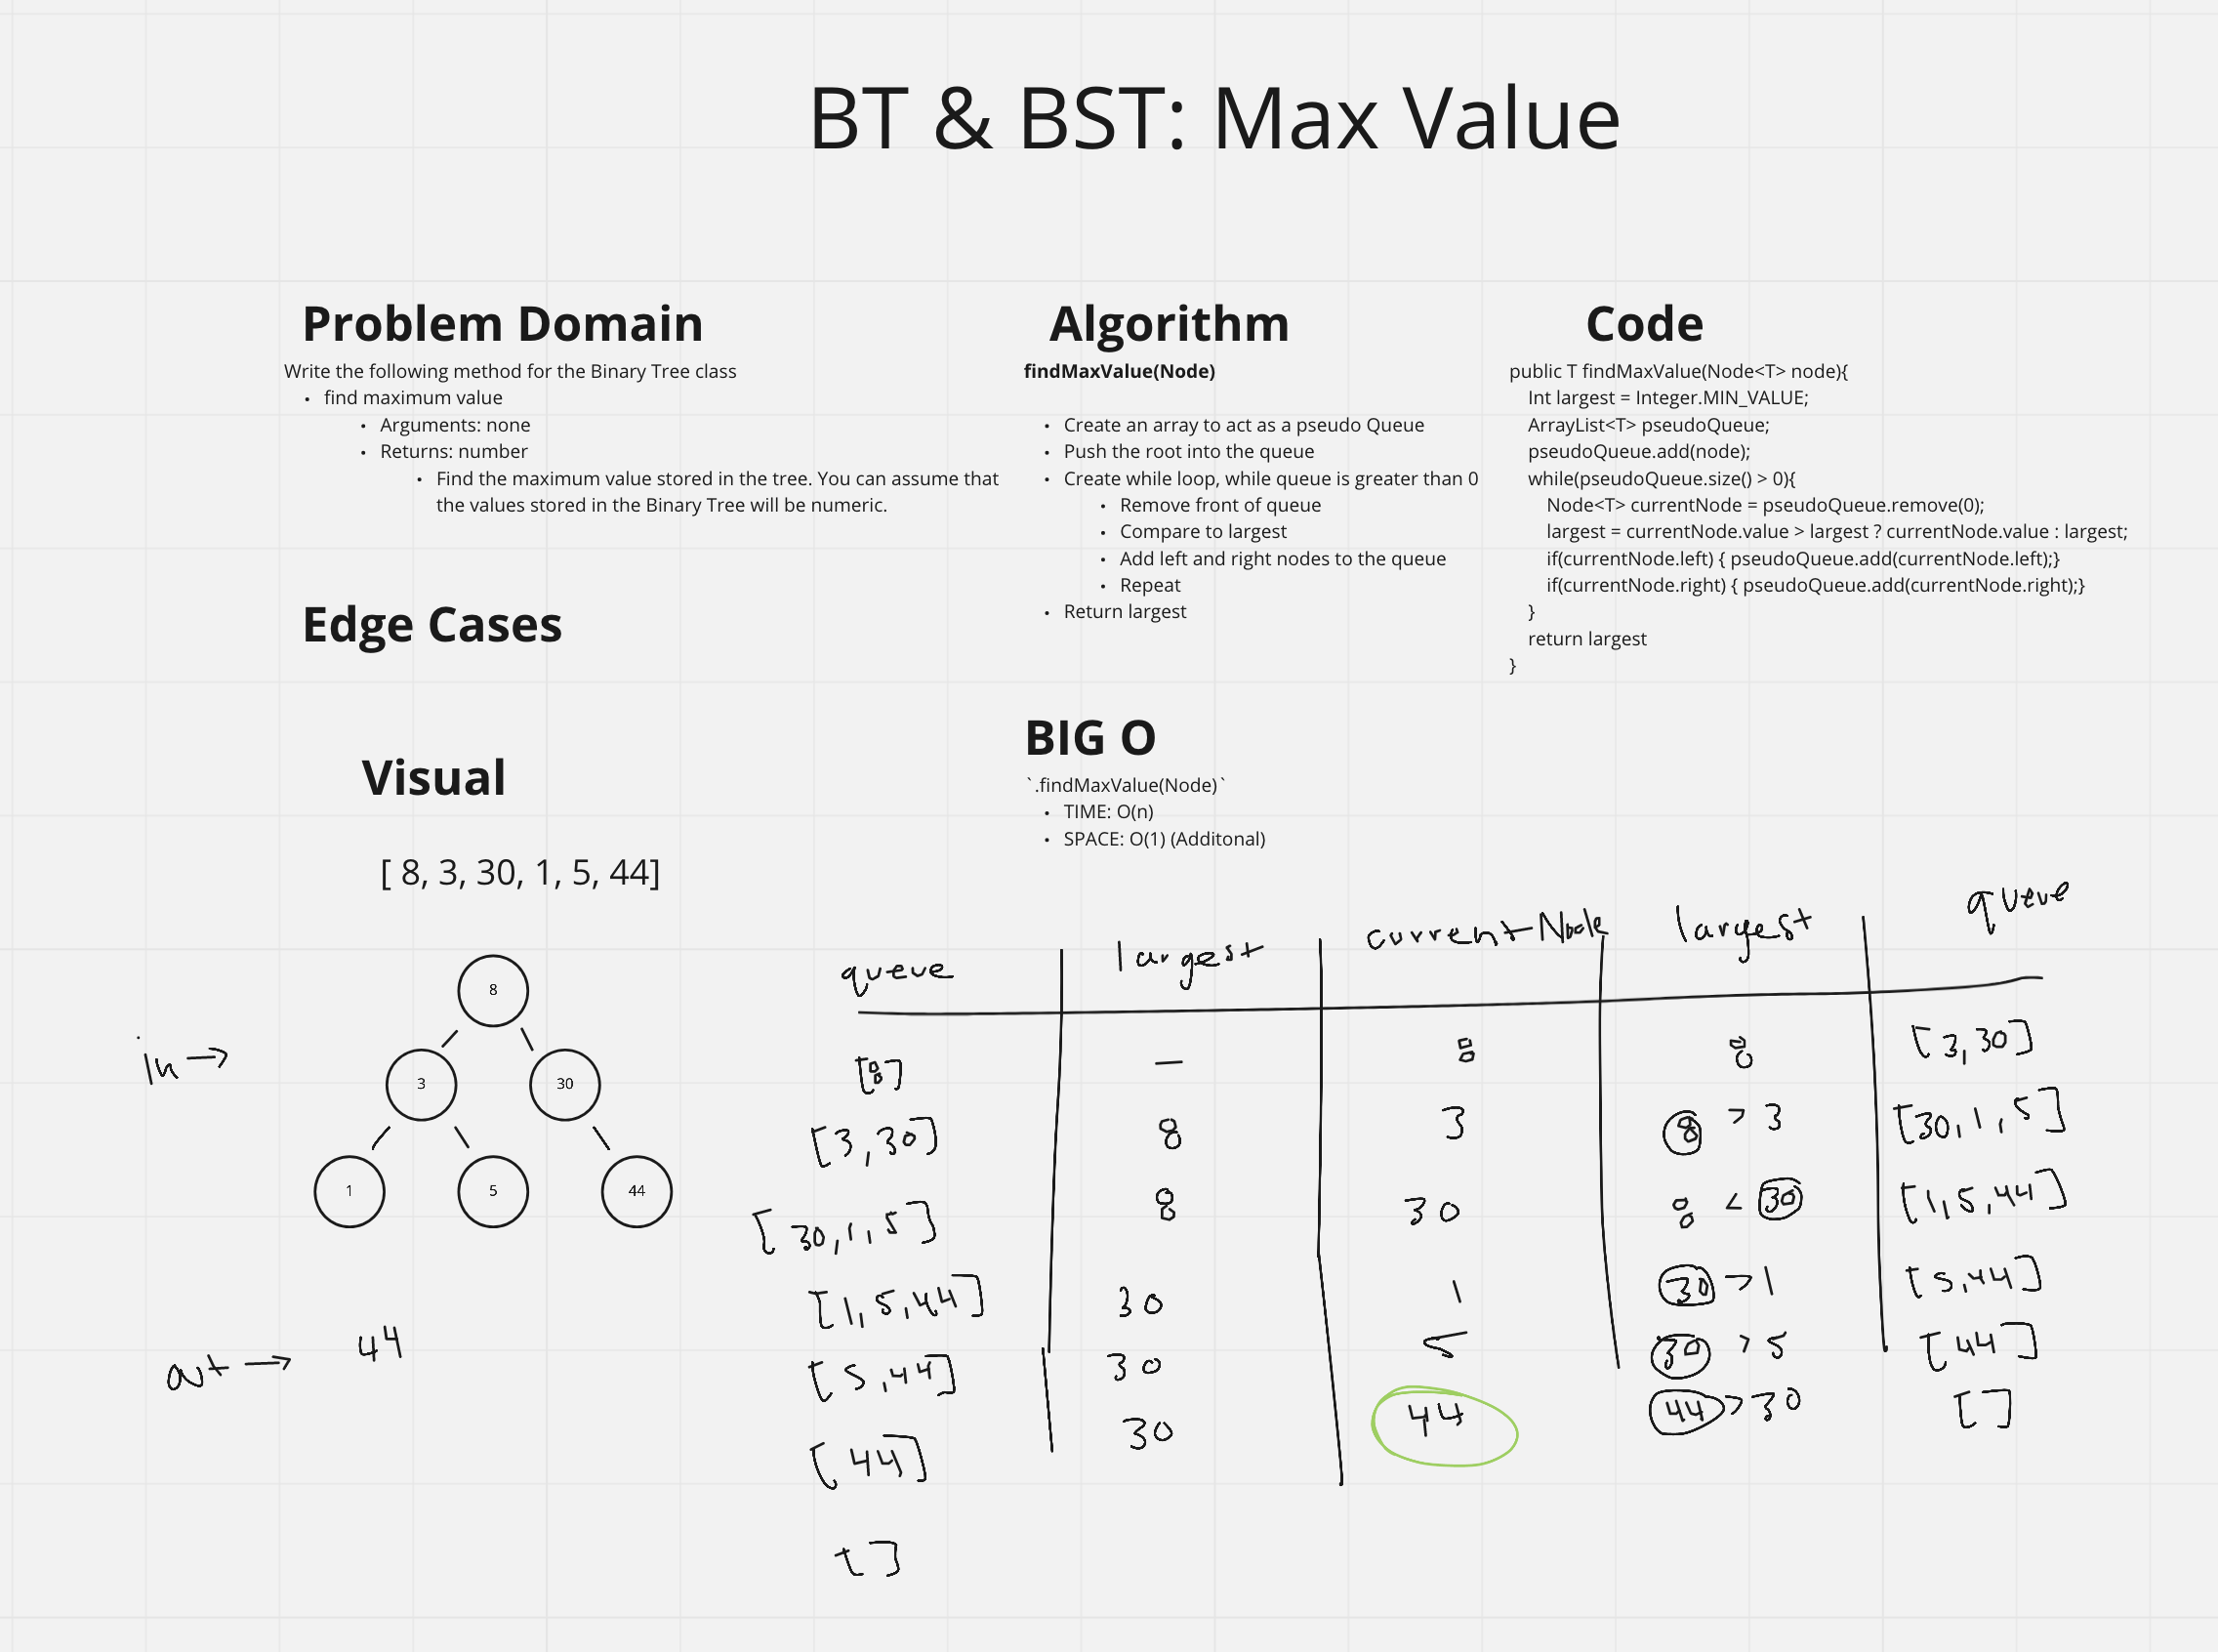 BT & BST: Max Value
Problem Domain
Write the following method for the Binary Tree class
• find maximum value
• Arguments: none
• Returns: number
• Find the maximum value stored in the tree. You can assume that
the values stored in the Binary Tree will be numeric.
Edge Cases
Algorithm
findMaxValue(Node)
• Create an array to act as a pseudo Queue
• Push the root into the queue
• Create while loop, while queue is greater than 0
• Remove front of queue
• Compare to largest
• Add left and right nodes to the queue
• Repeat
• Return largest
Code
public T findMaxValue(Node<T> node){
Int largest = Integer.MIN_VALUE;
ArrayList<T> pseudoQueue;
pseudoQueue.add(node);
while(pseudoQueue.size() > 0){
Node<T> currentNode = pseudoQueue.remove(0);
largest = currentNode.value > largest ? currentNode.value : largest;
if(currentNode.left) { pseudoQueue.add(currentNode.left);}
if(currentNode.right) { pseudoQueue.add(currentNode.right);}
}
return largest
}
BIG O
`.findMaxValue(Node)`
• TIME: O(n)
• SPACE: O(1) (Additonal)
Visual
[ 8, 3, 30, 1, 5, 44]
in →
8
3 30
1 5 44
out → 44
queue largest currentNode largest queue
[8] — 8 8 [3,30]
[3,30] 8 3 8 > 3 [30,1,5]
[30,1,5] 8 30 8 < 30 [1,5,44]
[1,5,44] 30 1 30 > 1 [5,44]
[5,44] 30 5 30 > 5 [44]
[44] 30 44 44 > 30 []
[]